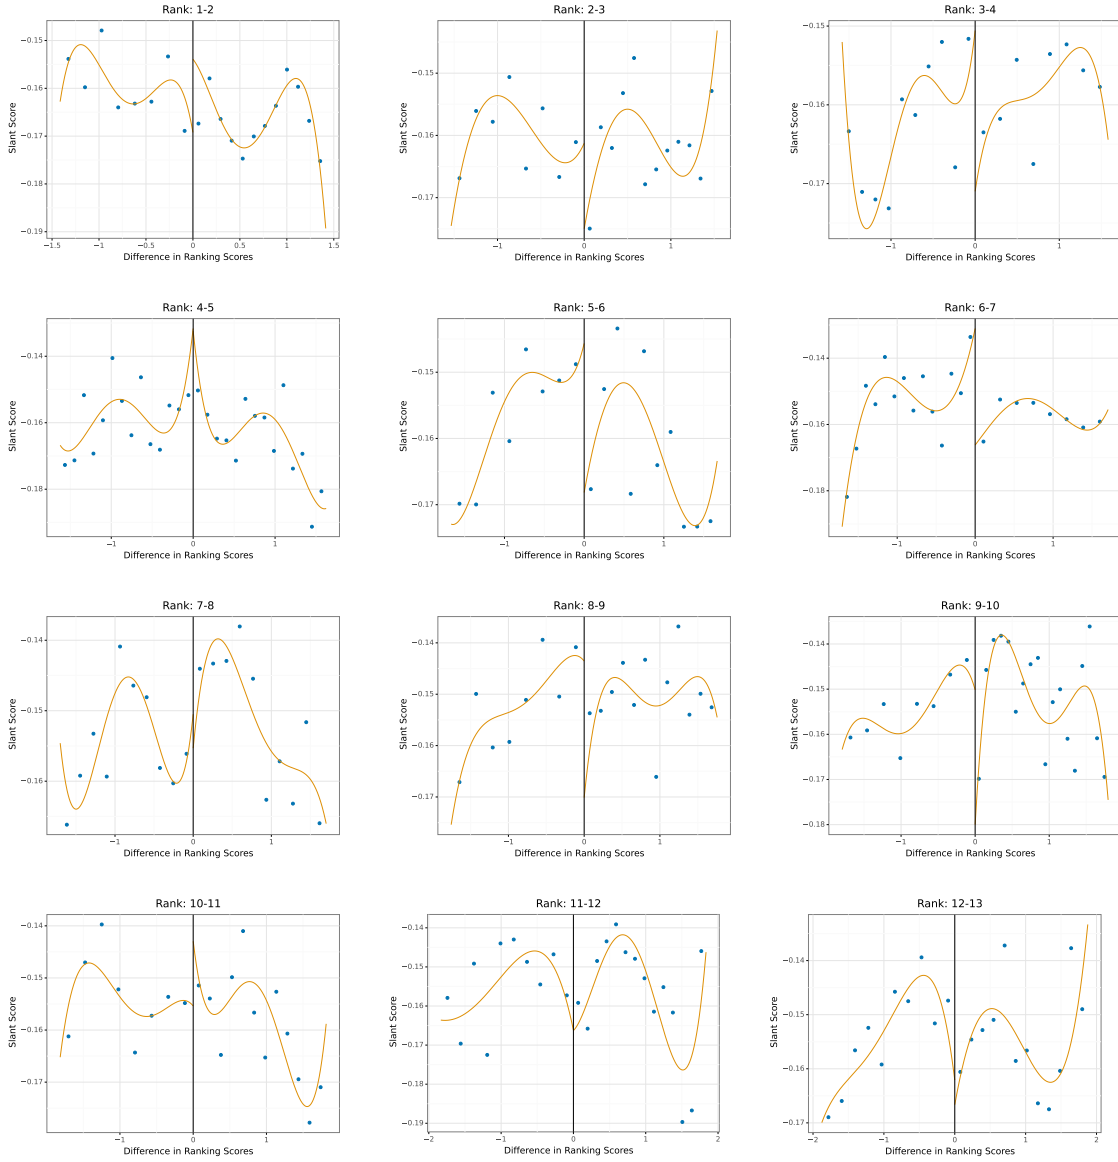 Rank: 1-2
−0.15
−0.16
−0.17
−0.18
−0.19
Slant Score
−1.5
−1
−0.5
0
0.5
1
1.5
Difference in Ranking Scores
Rank: 2-3
−0.15
−0.16
−0.17
Slant Score
−1
0
1
Difference in Ranking Scores
Rank: 3-4
−0.15
−0.16
−0.17
Slant Score
−1
0
1
Difference in Ranking Scores
Rank: 4-5
−0.14
−0.16
−0.18
Slant Score
−1
0
1
Difference in Ranking Scores
Rank: 5-6
−0.15
−0.16
−0.17
Slant Score
−1
0
1
Difference in Ranking Scores
Rank: 6-7
−0.14
−0.16
−0.18
Slant Score
−1
0
1
Difference in Ranking Scores
Rank: 7-8
−0.14
−0.16
Slant Score
−1
0
1
Difference in Ranking Scores
Rank: 8-9
−0.14
−0.15
−0.16
−0.17
Slant Score
−1
0
1
Difference in Ranking Scores
Rank: 9-10
−0.14
−0.15
−0.16
−0.17
−0.18
Slant Score
−1
0
1
Difference in Ranking Scores
Rank: 10-11
−0.14
−0.15
−0.16
−0.17
Slant Score
−1
0
1
Difference in Ranking Scores
Rank: 11-12
−0.14
−0.15
−0.16
−0.17
−0.18
−0.19
Slant Score
−2
−1
0
1
2
Difference in Ranking Scores
Rank: 12-13
−0.14
−0.15
−0.16
−0.17
Slant Score
−2
−1
0
1
2
Difference in Ranking Scores